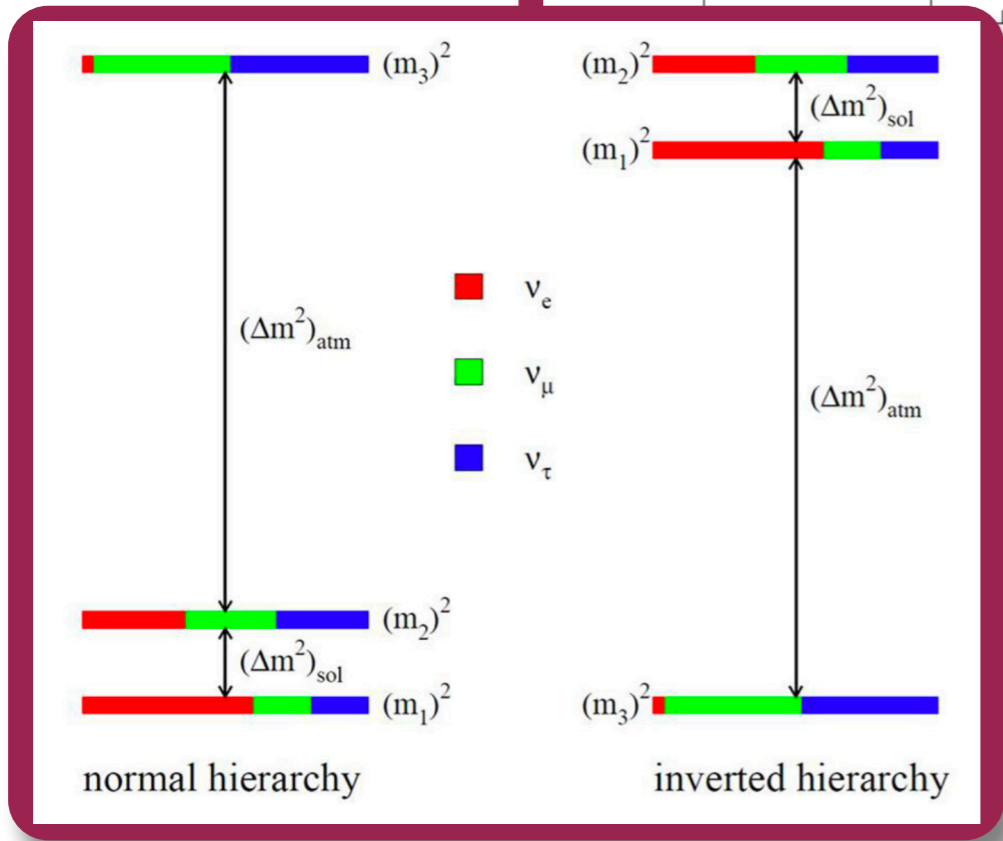 (m₃)²
(Δm²)atm
(m₂)²
(Δm²)sol
(m₁)²
normal hierarchy
νe
νμ
ντ
(m₂)²
(Δm²)sol
(m₁)²
(Δm²)atm
(m₃)²
inverted hierarchy